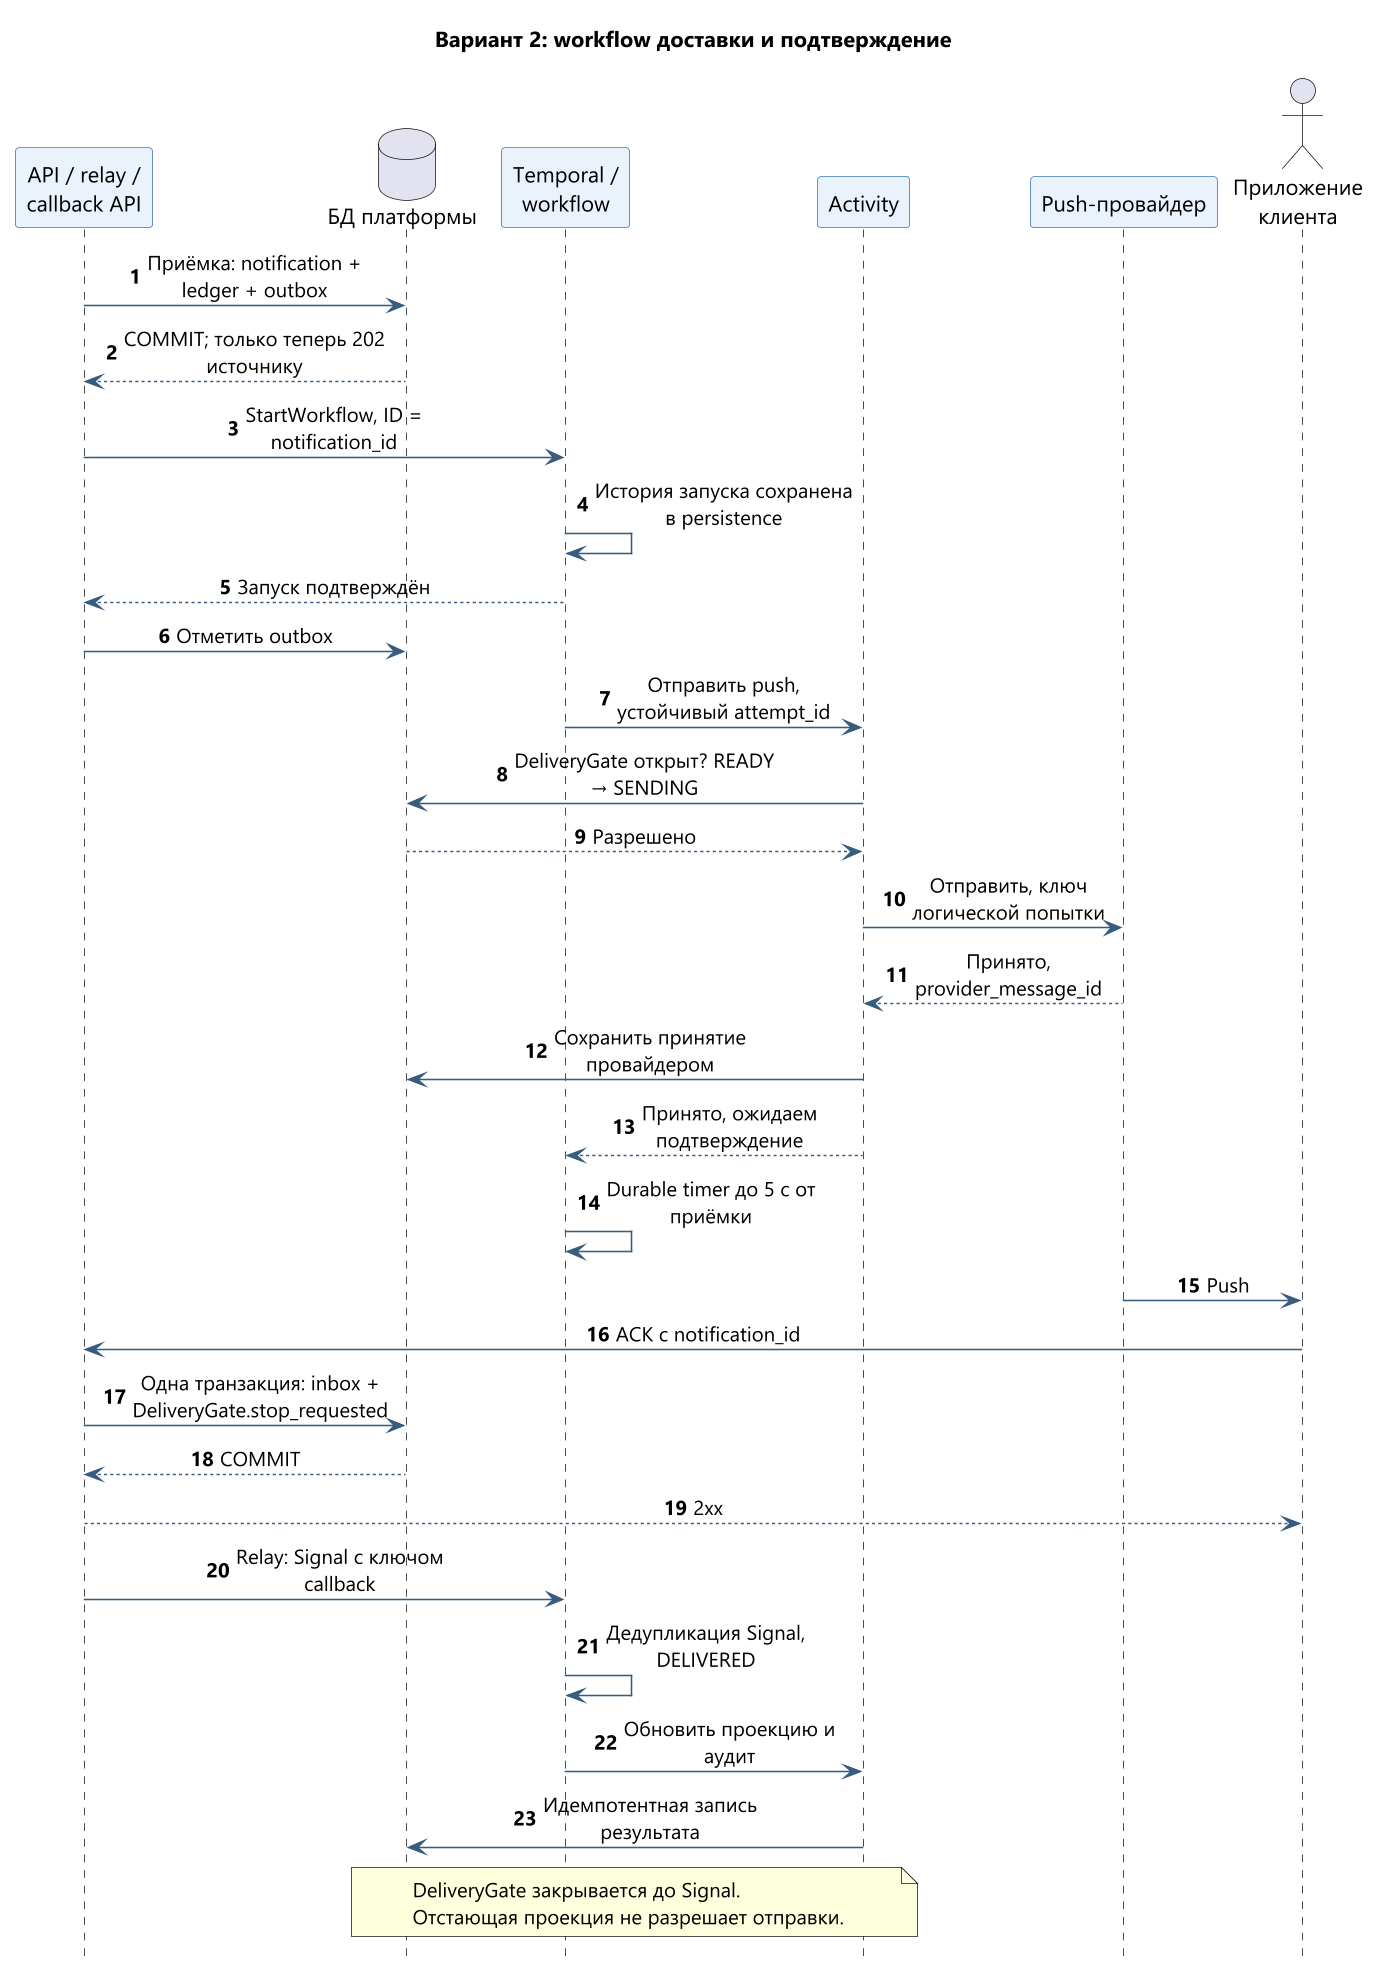 Вариант 2: workflow доставки и подтверждение
API / relay /
callback API
БД платформы
Temporal /
workflow
Activity
Push-провайдер
Приложение
клиента
1 Приёмка: notification +
ledger + outbox
2 COMMIT; только теперь 202
источнику
3 StartWorkflow, ID =
notification_id
4 История запуска сохранена
в persistence
5 Запуск подтверждён
6 Отметить outbox
7 Отправить push,
устойчивый attempt_id
8 DeliveryGate открыт? READY
→ SENDING
9 Разрешено
10 Отправить, ключ
логической попытки
11 Принято,
provider_message_id
12 Сохранить принятие
провайдером
13 Принято, ожидаем
подтверждение
14 Durable timer до 5 с от
приёмки
15 Push
16 ACK с notification_id
17 Одна транзакция: inbox +
DeliveryGate.stop_requested
18 COMMIT
19 2xx
20 Relay: Signal с ключом
callback
21 Дедупликация Signal,
DELIVERED
22 Обновить проекцию и
аудит
23 Идемпотентная запись
результата
DeliveryGate закрывается до Signal.
Отстающая проекция не разрешает отправки.